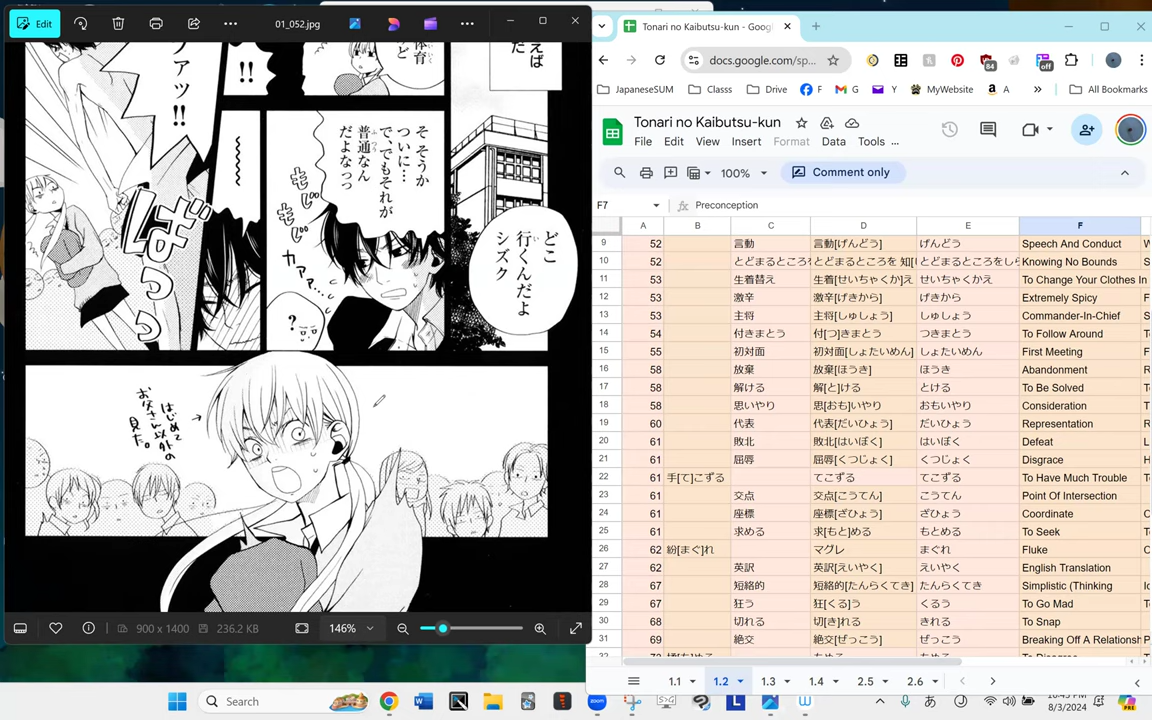 Edit
01_052.jpg
えば
た
体育
ど
!!
ァッ!!
そそうか
ついに…
で、でもそれが
普通なん
ふつう
だよなっっ
もじ
もじ
カアァ…
?
ばっっっ
どこ
行くんだよ
い
シズク
はじめて
お父さん以外の
見た。
900 x 1400
236.2 KB
146%
Tonari no Kaibutsu-kun - Goog
docs.google.com/sp...
84
off
JapaneseSUM
Classs
Drive
F
G
Y
MyWebsite
A
»
All Bookmarks
Tonari no Kaibutsu-kun
File Edit View Insert Format Data Tools ...
100%
Comment only
F7
Preconception
A B C D E F
9 52 言動 言動[げんどう] げんどう Speech And Conduct
10 52 とどまるところを とどまるところを 知[ とどまるところをし Knowing No Bounds
11 53 生着替え 生着[せいちゃくか]え せいちゃくかえ To Change Your Clothes In
12 53 激辛 激辛[げきから] げきから Extremely Spicy F
13 53 主将 主将[しゅしょう] しゅしょう Commander-In-Chief S
14 54 付きまとう 付[つ]きまとう つきまとう To Follow Around T
15 55 初対面 初対面[しょたいめん] しょたいめん First Meeting F
16 58 放棄 放棄[ほうき] ほうき Abandonment R
17 58 解ける 解[と]ける とける To Be Solved T
18 58 思いやり 思[おも]いやり おもいやり Consideration T
19 60 代表 代表[だいひょう] だいひょう Representation R
20 61 敗北 敗北[はいぼく] はいぼく Defeat L
21 61 屈辱 屈辱[くつじょく] くつじょく Disgrace H
22 61 手[て]こずる てこずる てこずる To Have Much Trouble T
23 61 交点 交点[こうてん] こうてん Point Of Intersection
24 61 座標 座標[ざひょう] ざひょう Coordinate C
25 61 求める 求[もと]める もとめる To Seek T
26 62 紛[まぐ]れ マグレ まぐれ Fluke C
27 62 英訳 英訳[えいやく] えいやく English Translation
28 67 短絡的 短絡的[たんらくてき] たんらくてき Simplistic (Thinking
29 67 狂う 狂[くる]う くるう To Go Mad T
30 68 切れる 切[き]れる きれる To Snap
31 69 絶交 絶交[ぜっこう] ぜっこう Breaking Off A Relationsh P
1.1 1.2 1.3 1.4 2.5 2.6
Search
10:45 PM
8/3/2024